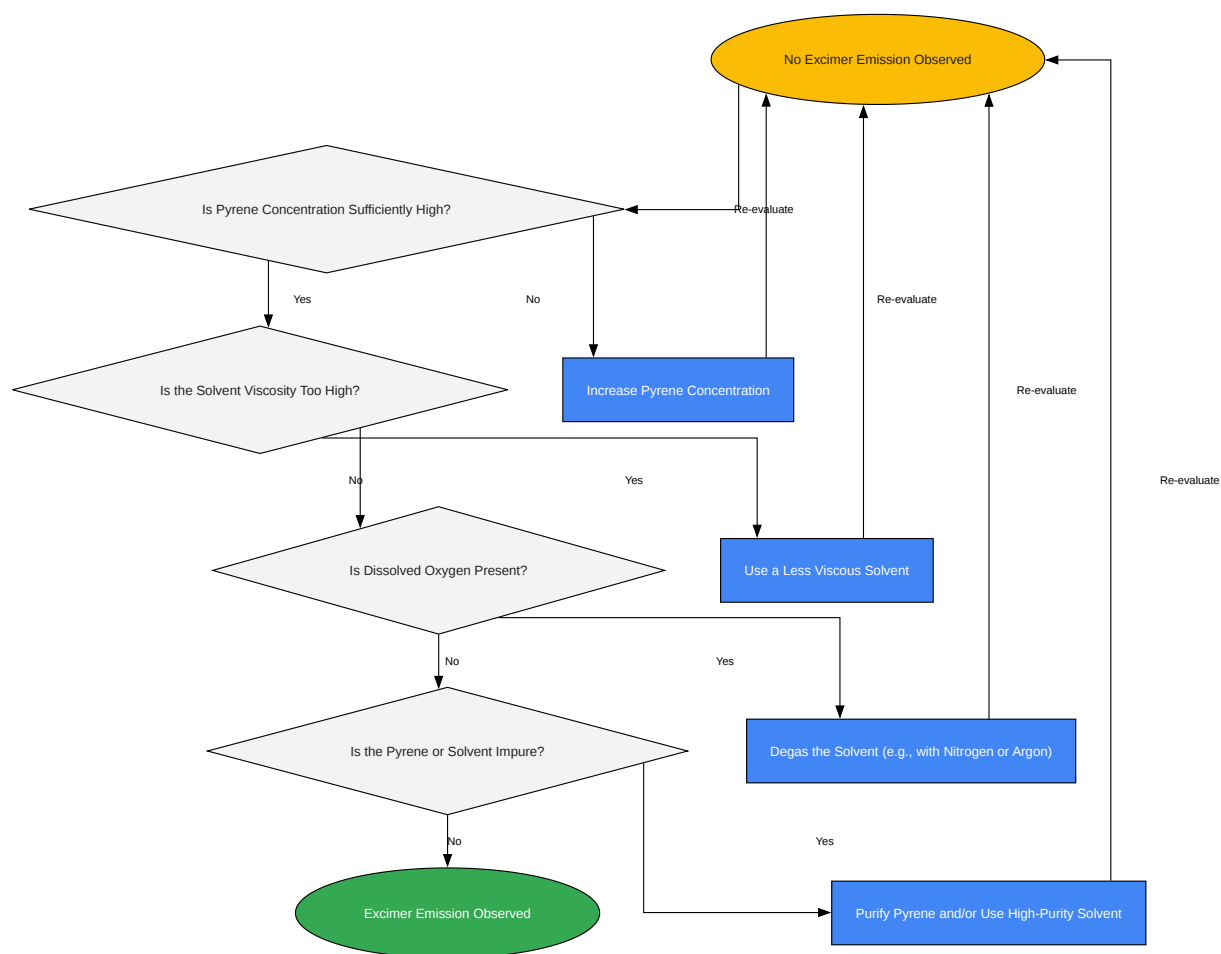 No Excimer Emission Observed
Is Pyrene Concentration Sufficiently High?
Re-evaluate
Yes
No
Re-evaluate
Is the Solvent Viscosity Too High?
Increase Pyrene Concentration
Re-evaluate
No
Yes
Re-evaluate
Is Dissolved Oxygen Present?
Use a Less Viscous Solvent
No
Yes
Is the Pyrene or Solvent Impure?
Degas the Solvent (e.g., with Nitrogen or Argon)
No
Yes
Excimer Emission Observed
Purify Pyrene and/or Use High-Purity Solvent